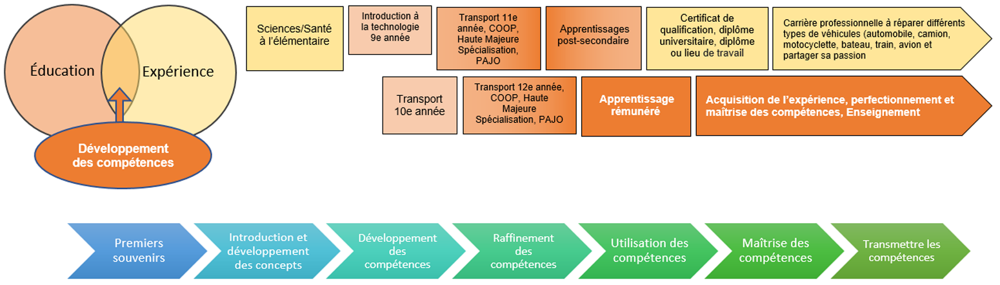 Éducation
Expérience
Développement
des compétences
Sciences/Santé
à l'élémentaire
Introduction à
la technologie
9e année
Transport 11e
année, COOP,
Haute Majeure
Spécialisation,
PAJO
Apprentissages
post-secondaire
Certificat de
qualification, diplôme
universitaire, diplôme
ou lieu de travail
Carrière professionnelle à réparer différents
types de véhicules (automobile, camion,
motocyclette, bateau, train, avion et
partager sa passion
Transport
10e année
Transport 12e année,
COOP, Haute
Majeure
Spécialisation, PAJO
Apprentissage
rémunéré
Acquisition de l'expérience, perfectionnement et
maîtrise des compétences, Enseignement
Premiers
souvenirs
Introduction et
développement
des concepts
Développement
des
compétences
Raffinement
des
compétences
Utilisation des
compétences
Maîtrise des
compétences
Transmettre les
compétences